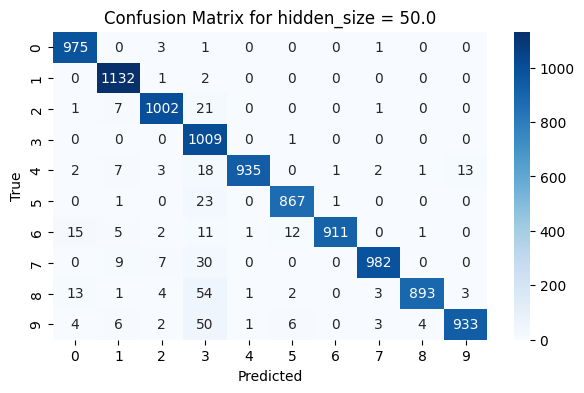 Confusion Matrix for hidden_size = 50.0
True
0 975 0 3 1 0 0 0 1 0 0
1 0 1132 1 2 0 0 0 0 0 0
2 1 7 1002 21 0 0 0 1 0 0
3 0 0 0 1009 0 1 0 0 0 0
4 2 7 3 18 935 0 1 2 1 13
5 0 1 0 23 0 867 1 0 0 0
6 15 5 2 11 1 12 911 0 1 0
7 0 9 7 30 0 0 0 982 0 0
8 13 1 4 54 1 2 0 3 893 3
9 4 6 2 50 1 6 0 3 4 933
0 1 2 3 4 5 6 7 8 9
Predicted
1000
800
600
400
200
0